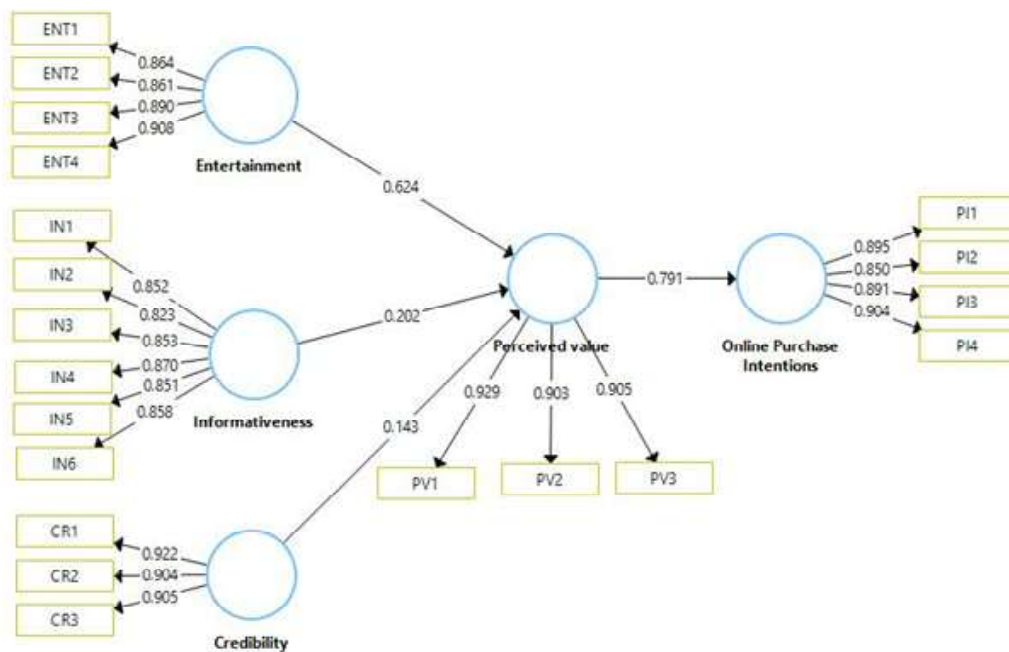 ENT1
ENT2
ENT3
ENT4
0.864
0.861
0.890
0.908
Entertainment
0.624
IN1
IN2
IN3
IN4
IN5
IN6
0.852
0.823
0.853
0.870
0.851
0.858
Informativeness
0.202
CR1
CR2
CR3
0.922
0.904
0.905
Credibility
0.143
Perceived value
0.929
0.903
0.905
PV1
PV2
PV3
0.791
Online Purchase
Intentions
0.895
0.850
0.891
0.904
PI1
PI2
PI3
PI4